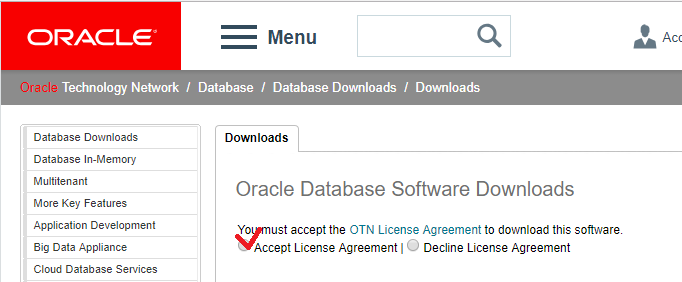 ORACLE
Menu
Acc
Oracle Technology Network / Database / Database Downloads / Downloads
Database Downloads
Database In-Memory
Multitenant
More Key Features
Application Development
Big Data Appliance
Cloud Database Services
Downloads
Oracle Database Software Downloads
You must accept the OTN License Agreement to download this software.
Accept License Agreement | Decline License Agreement